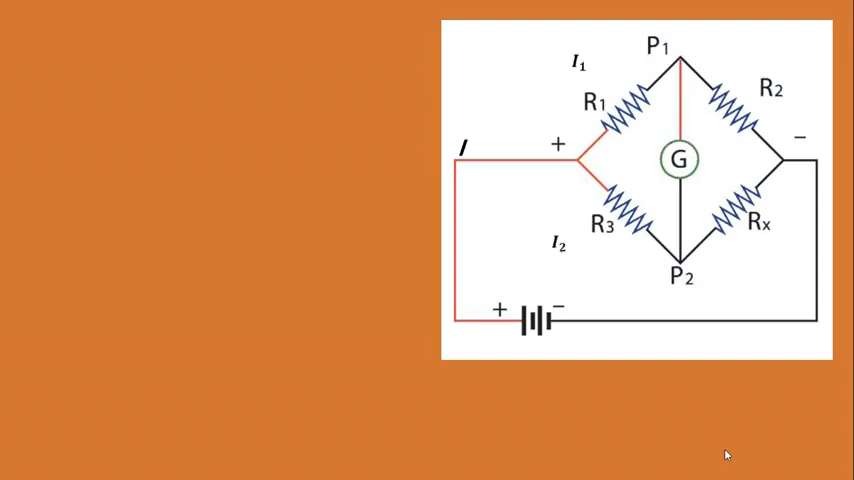 P1
I1
R2
R1
+
−
I
G
R3
Rx
I2
P2
+
−